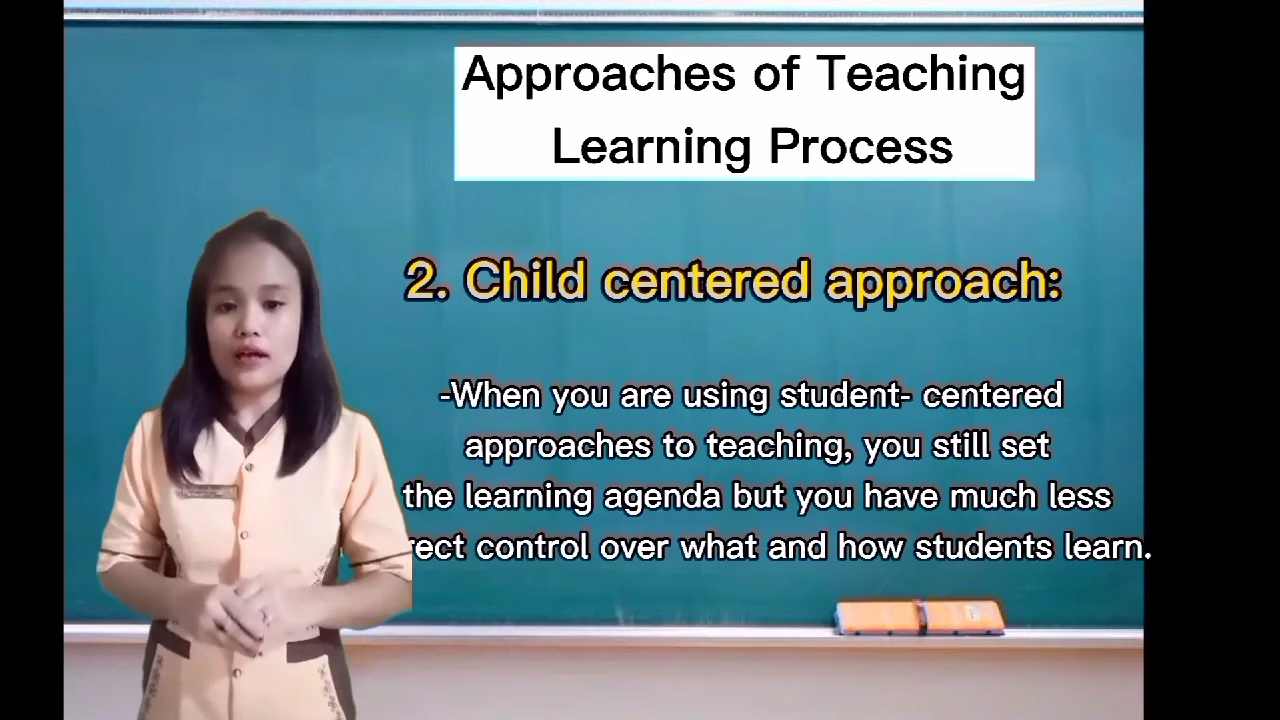 Approaches of Teaching
Learning Process
2. Child centered approach:
-When you are using student- centered
approaches to teaching, you still set
the learning agenda but you have much less
control over what and how students learn.